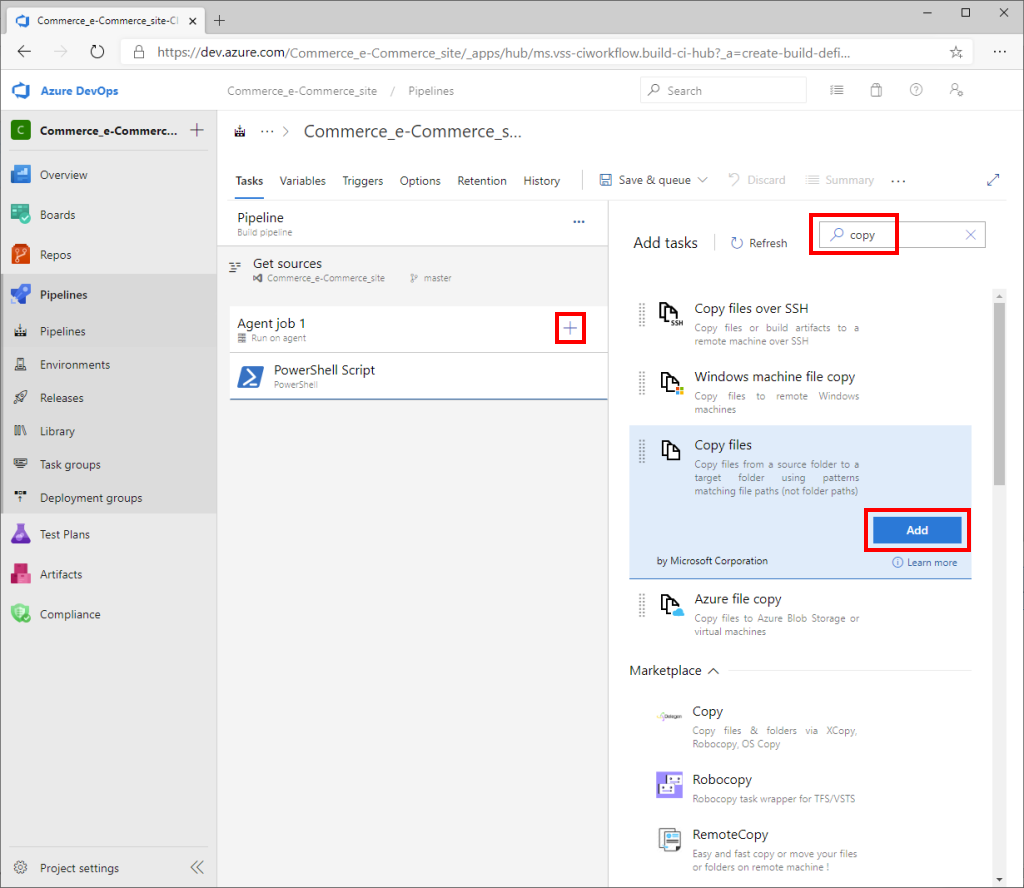 Commerce_e-Commerce_site-Cl
https://dev.azure.com/Commerce_e-Commerce_site/_apps/hub/ms.vss-ciworkflow.build-ci-hub?_a=create-build-defi...
Azure DevOps
Commerce_e-Commerce_site / Pipelines
Search
C
Commerce_e-Commerc...
Overview
Boards
Repos
Pipelines
Pipelines
Environments
Releases
Library
Task groups
Deployment groups
Test Plans
Artifacts
Compliance
Project settings
... > Commerce_e-Commerce_s...
Tasks Variables Triggers Options Retention History Save & queue Discard Summary ...
Pipeline
Build pipeline
Get sources
Commerce_e-Commerce_site master
Agent job 1
Run on agent
PowerShell Script
PowerShell
Add tasks Refresh copy
Copy files over SSH
SSH
Copy files or build artifacts to a
remote machine over SSH
Windows machine file copy
Copy files to remote Windows
machines
Copy files
Copy files from a source folder to a
target folder using patterns
matching file paths (not folder paths)
Add
by Microsoft Corporation
Learn more
Azure file copy
Copy files to Azure Blob Storage or
virtual machines
Marketplace
Copy
Copy files & folders via XCopy,
Robocopy, OS Copy
Robocopy
Robocopy task wrapper for TFS/VSTS
RemoteCopy
Easy and fast copy or move your files
or folders on remote machine !